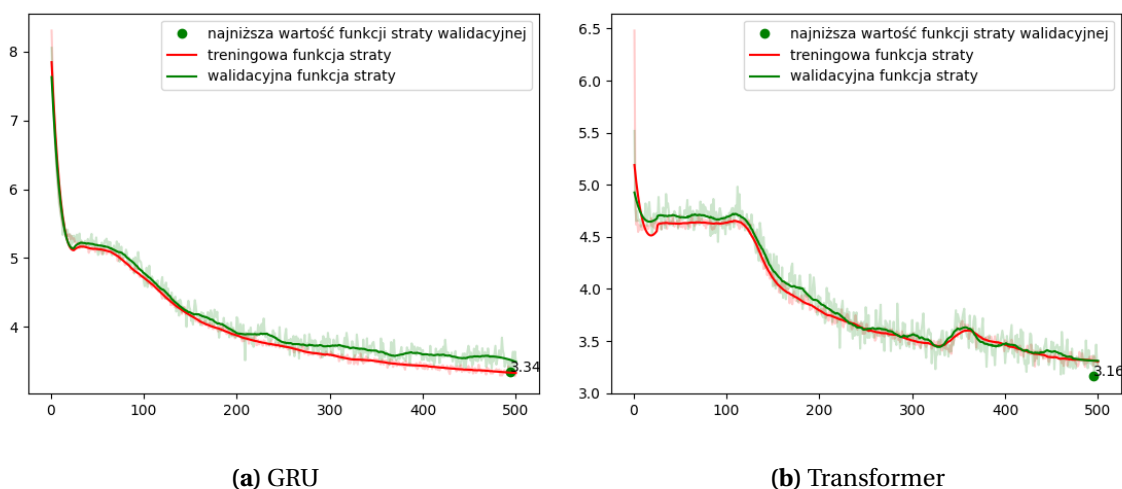 najniższa wartość funkcji straty walidacyjnej
treningowa funkcja straty
walidacyjna funkcja straty
8
7
6
5
4
3.34
0 100 200 300 400 500
(a) GRU
najniższa wartość funkcji straty walidacyjnej
treningowa funkcja straty
walidacyjna funkcja straty
6.5
6.0
5.5
5.0
4.5
4.0
3.5
3.0
3.16
0 100 200 300 400 500
(b) Transformer